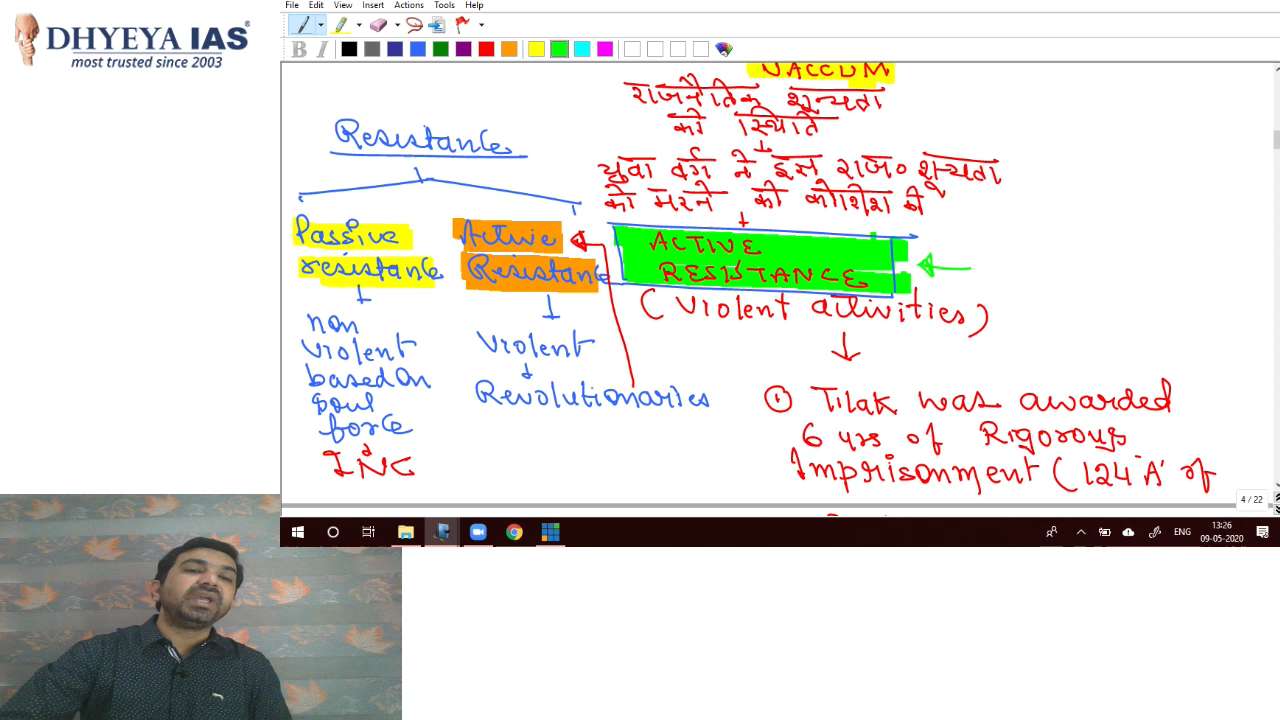 File Edit View Insert Actions Tools Help
DHYEYA IAS®
most trusted since 2003
B I
VACCUM
राजनैतिक शून्यता
की स्थिति
युवा वर्ग ने इस राज० शून्यता
को भरने की कोशिश की
ACTIVE
RESISTANCE
(Violent activities)
① Tilak was awarded
6 yrs of Rigorous
Imprisonment (124 'A' of
Resistance
Passive
resistance
non
violent
based on
soul
force
INC
Active
Resistance
Violent
Revolutionaries
4 / 22
ENG
13:26
09-05-2020